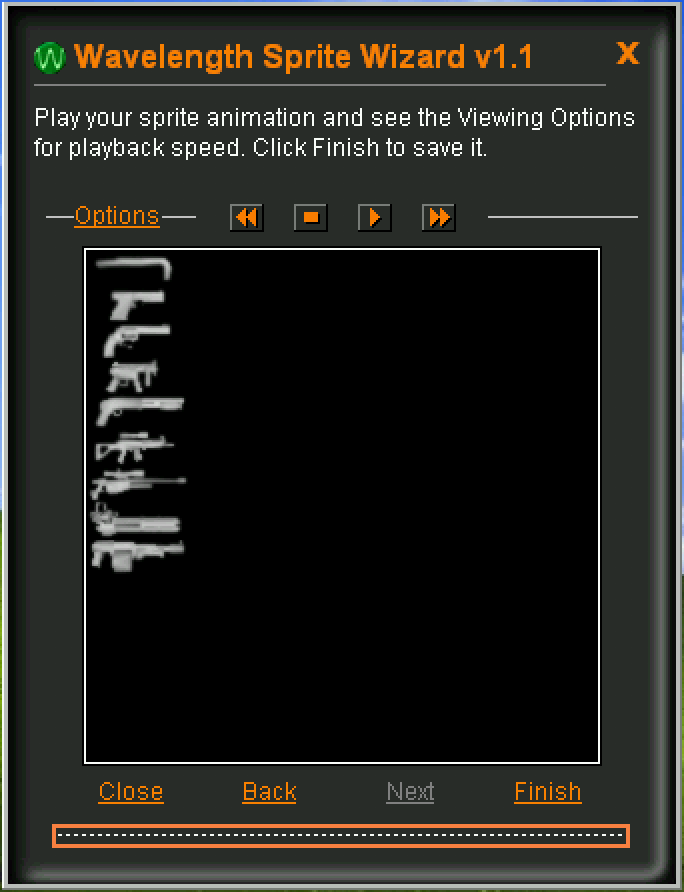 Wavelength Sprite Wizard v1.1 X
Play your sprite animation and see the Viewing Options
for playback speed. Click Finish to save it.
Options
Close Back Next Finish